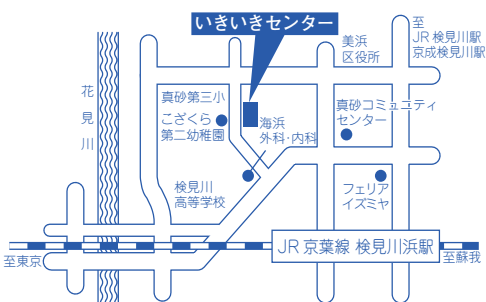 いきいきセンター
至
JR検見川駅
京成検見川駅
美浜
区役所
花見川
真砂第三小
こざくら
第二幼稚園
海浜
外科・内科
真砂コミュニティ
センター
検見川
高等学校
フェリア
イズミヤ
JR京葉線 検見川浜駅
至東京
至蘇我